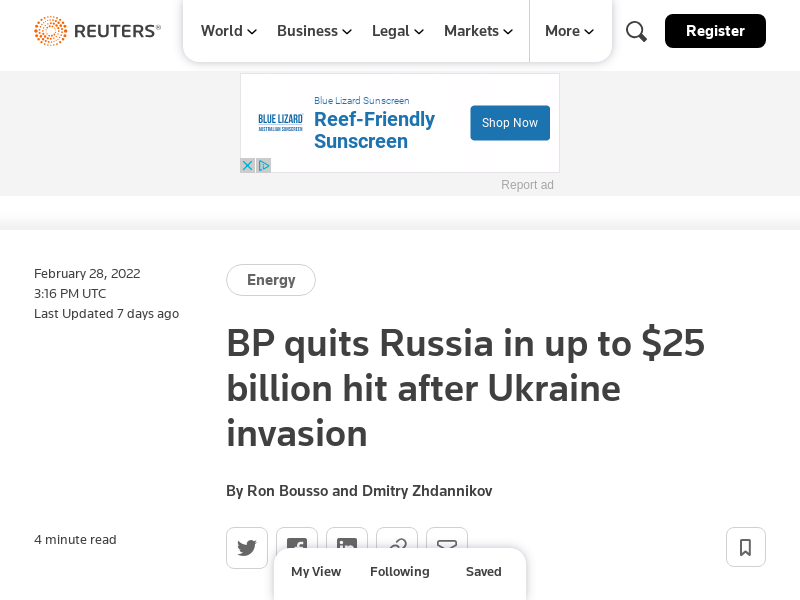 REUTERS®
World
Business
Legal
Markets
More
Register
Blue Lizard Sunscreen
BLUE LIZARD
AUSTRALIAN SUNSCREEN
Reef-Friendly
Sunscreen
Shop Now
Report ad
February 28, 2022
3:16 PM UTC
Last Updated 7 days ago
Energy
BP quits Russia in up to $25
billion hit after Ukraine
invasion
By Ron Bousso and Dmitry Zhdannikov
4 minute read
My View
Following
Saved